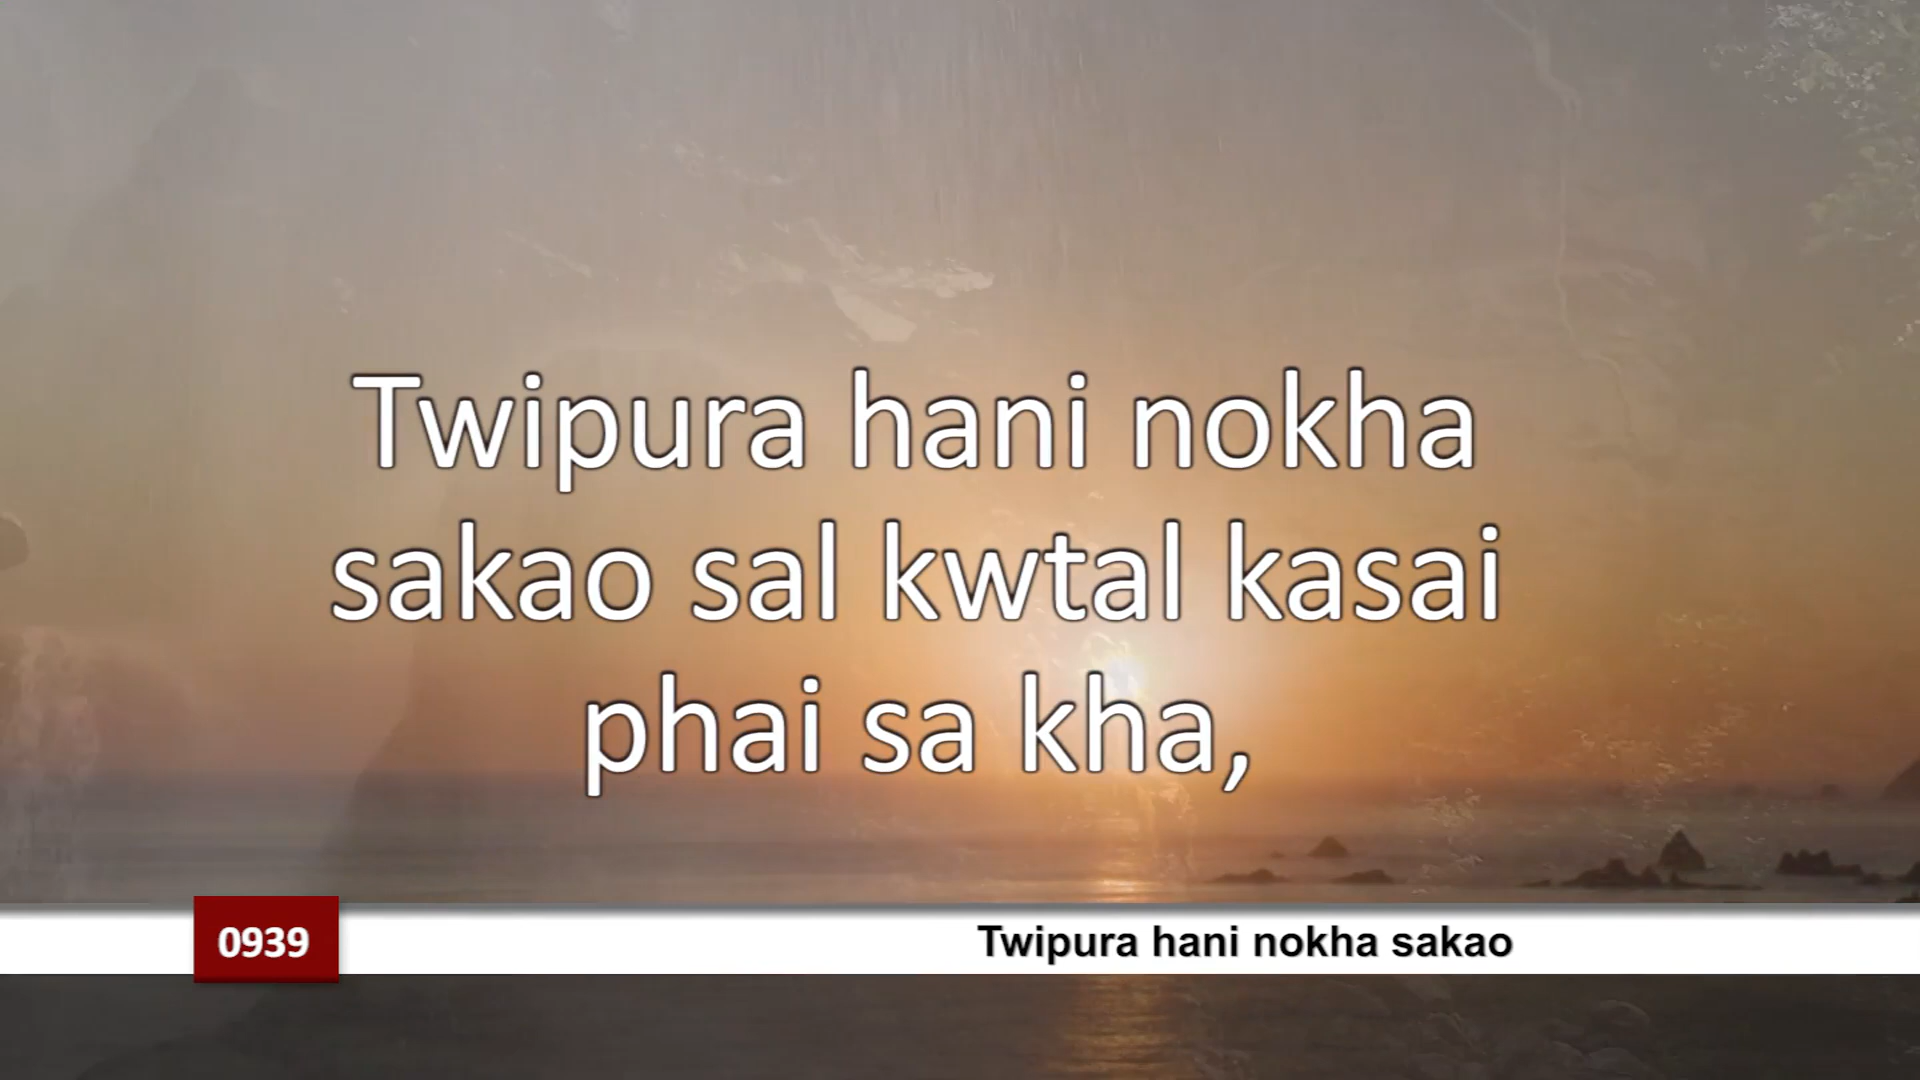 Twipura hani nokha
sakao sal kwtal kasai
phai sa kha,
0939
Twipura hani nokha sakao